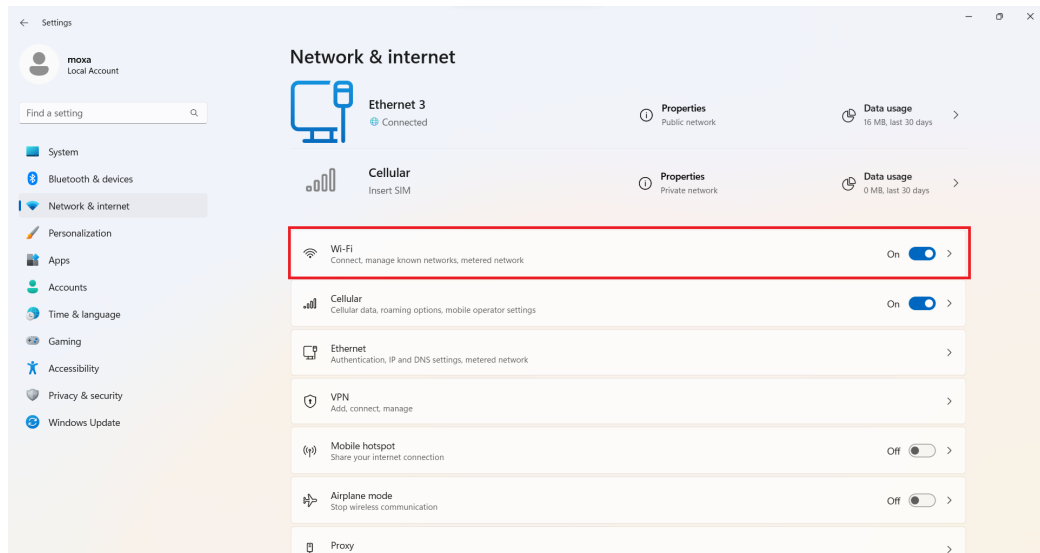 Settings
moxa
Local Account
Find a setting
System
Bluetooth & devices
Network & internet
Personalization
Apps
Accounts
Time & language
Gaming
Accessibility
Privacy & security
Windows Update
Network & internet
Ethernet 3
Connected
Properties
Public network
Data usage
16 MB, last 30 days
Cellular
Insert SIM
Properties
Private network
Data usage
0 MB, last 30 days
Wi-Fi
Connect, manage known networks, metered network
On
Cellular
Cellular data, roaming options, mobile operator settings
On
Ethernet
Authentication, IP and DNS settings, metered network
VPN
Add, connect, manage
Mobile hotspot
Share your internet connection
Off
Airplane mode
Stop wireless communication
Off
Proxy